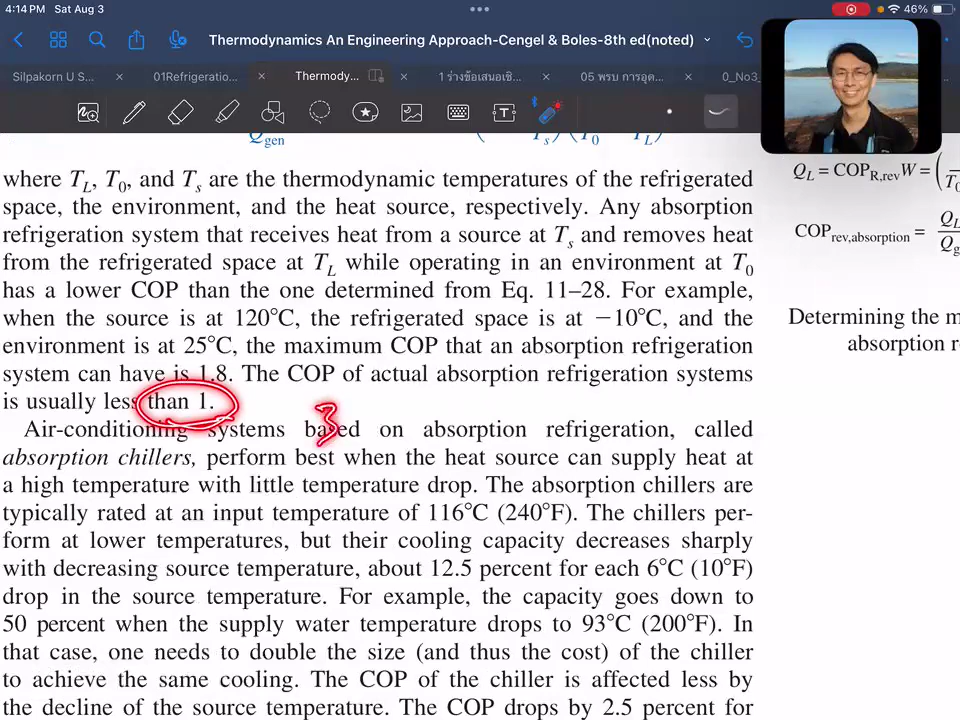 4:14 PM Sat Aug 3
46%
Thermodynamics An Engineering Approach-Cengel & Boles-8th ed(noted)
Silpakorn U S... × 01Refrigeratio... × Thermody... × 1 ร่างข้อเสนอเชิ... × 05 พรบ การอุด... × 0_No3_
Q_gen ( T_s ) ( T_0 T_L )
where T_L, T_0, and T_s are the thermodynamic temperatures of the refrigerated
space, the environment, and the heat source, respectively. Any absorption
refrigeration system that receives heat from a source at T_s and removes heat
from the refrigerated space at T_L while operating in an environment at T_0
has a lower COP than the one determined from Eq. 11–28. For example,
when the source is at 120°C, the refrigerated space is at −10°C, and the
environment is at 25°C, the maximum COP that an absorption refrigeration
system can have is 1.8. The COP of actual absorption refrigeration systems
is usually less than 1.
3
Air-conditioning systems based on absorption refrigeration, called
absorption chillers, perform best when the heat source can supply heat at
a high temperature with little temperature drop. The absorption chillers are
typically rated at an input temperature of 116°C (240°F). The chillers per-
form at lower temperatures, but their cooling capacity decreases sharply
with decreasing source temperature, about 12.5 percent for each 6°C (10°F)
drop in the source temperature. For example, the capacity goes down to
50 percent when the supply water temperature drops to 93°C (200°F). In
that case, one needs to double the size (and thus the cost) of the chiller
to achieve the same cooling. The COP of the chiller is affected less by
the decline of the source temperature. The COP drops by 2.5 percent for
Q_L = COP_R,rev W = ( T_0
COP_rev,absorption = Q_L Q_g
Determining the m
absorption r